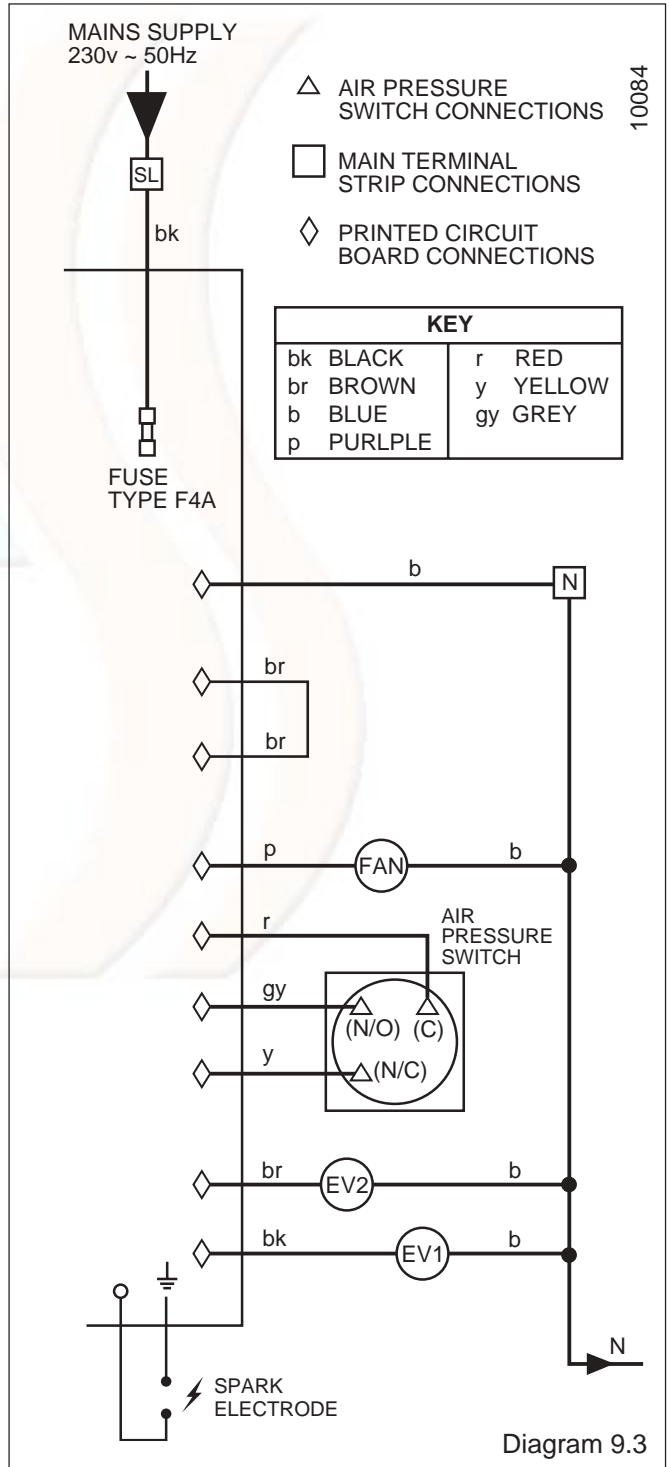 MAINS SUPPLY
230v ~ 50Hz
10084
AIR PRESSURE
SWITCH CONNECTIONS
MAIN TERMINAL
STRIP CONNECTIONS
PRINTED CIRCUIT
BOARD CONNECTIONS
SL
bk
KEY
bk BLACK r RED
br BROWN y YELLOW
b BLUE gy GREY
p PURLPLE
FUSE
TYPE F4A
b
N
br
br
p FAN b
r
AIR
PRESSURE
SWITCH
gy
(N/O) (C)
y
(N/C)
br EV2 b
bk EV1 b
N
SPARK
ELECTRODE
Diagram 9.3